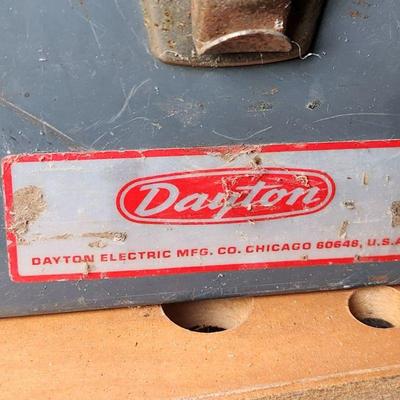 Dayton
DAYTON ELECTRIC MFG. CO. CHICAGO 60648, U.S.A